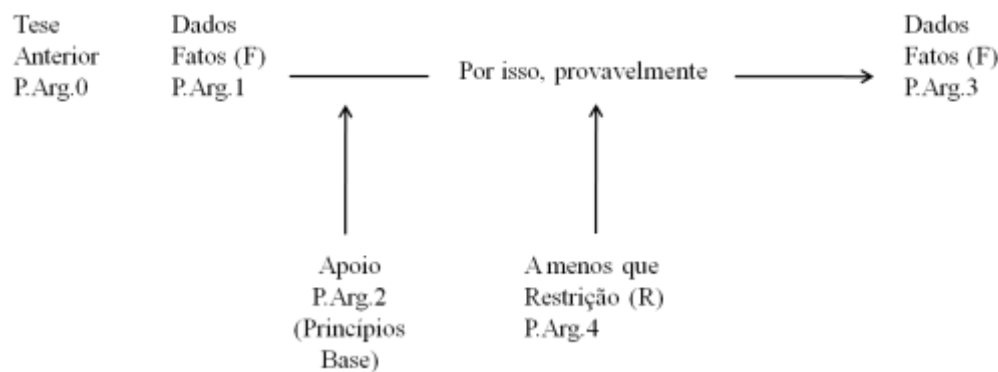 Tese
Anterior
P.Arg.0
Dados
Fatos (F)
P.Arg.1
Por isso, provavelmente
Dados
Fatos (F)
P.Arg.3
Apoio
P.Arg.2
(Princípios
Base)
A menos que
Restrição (R)
P.Arg.4